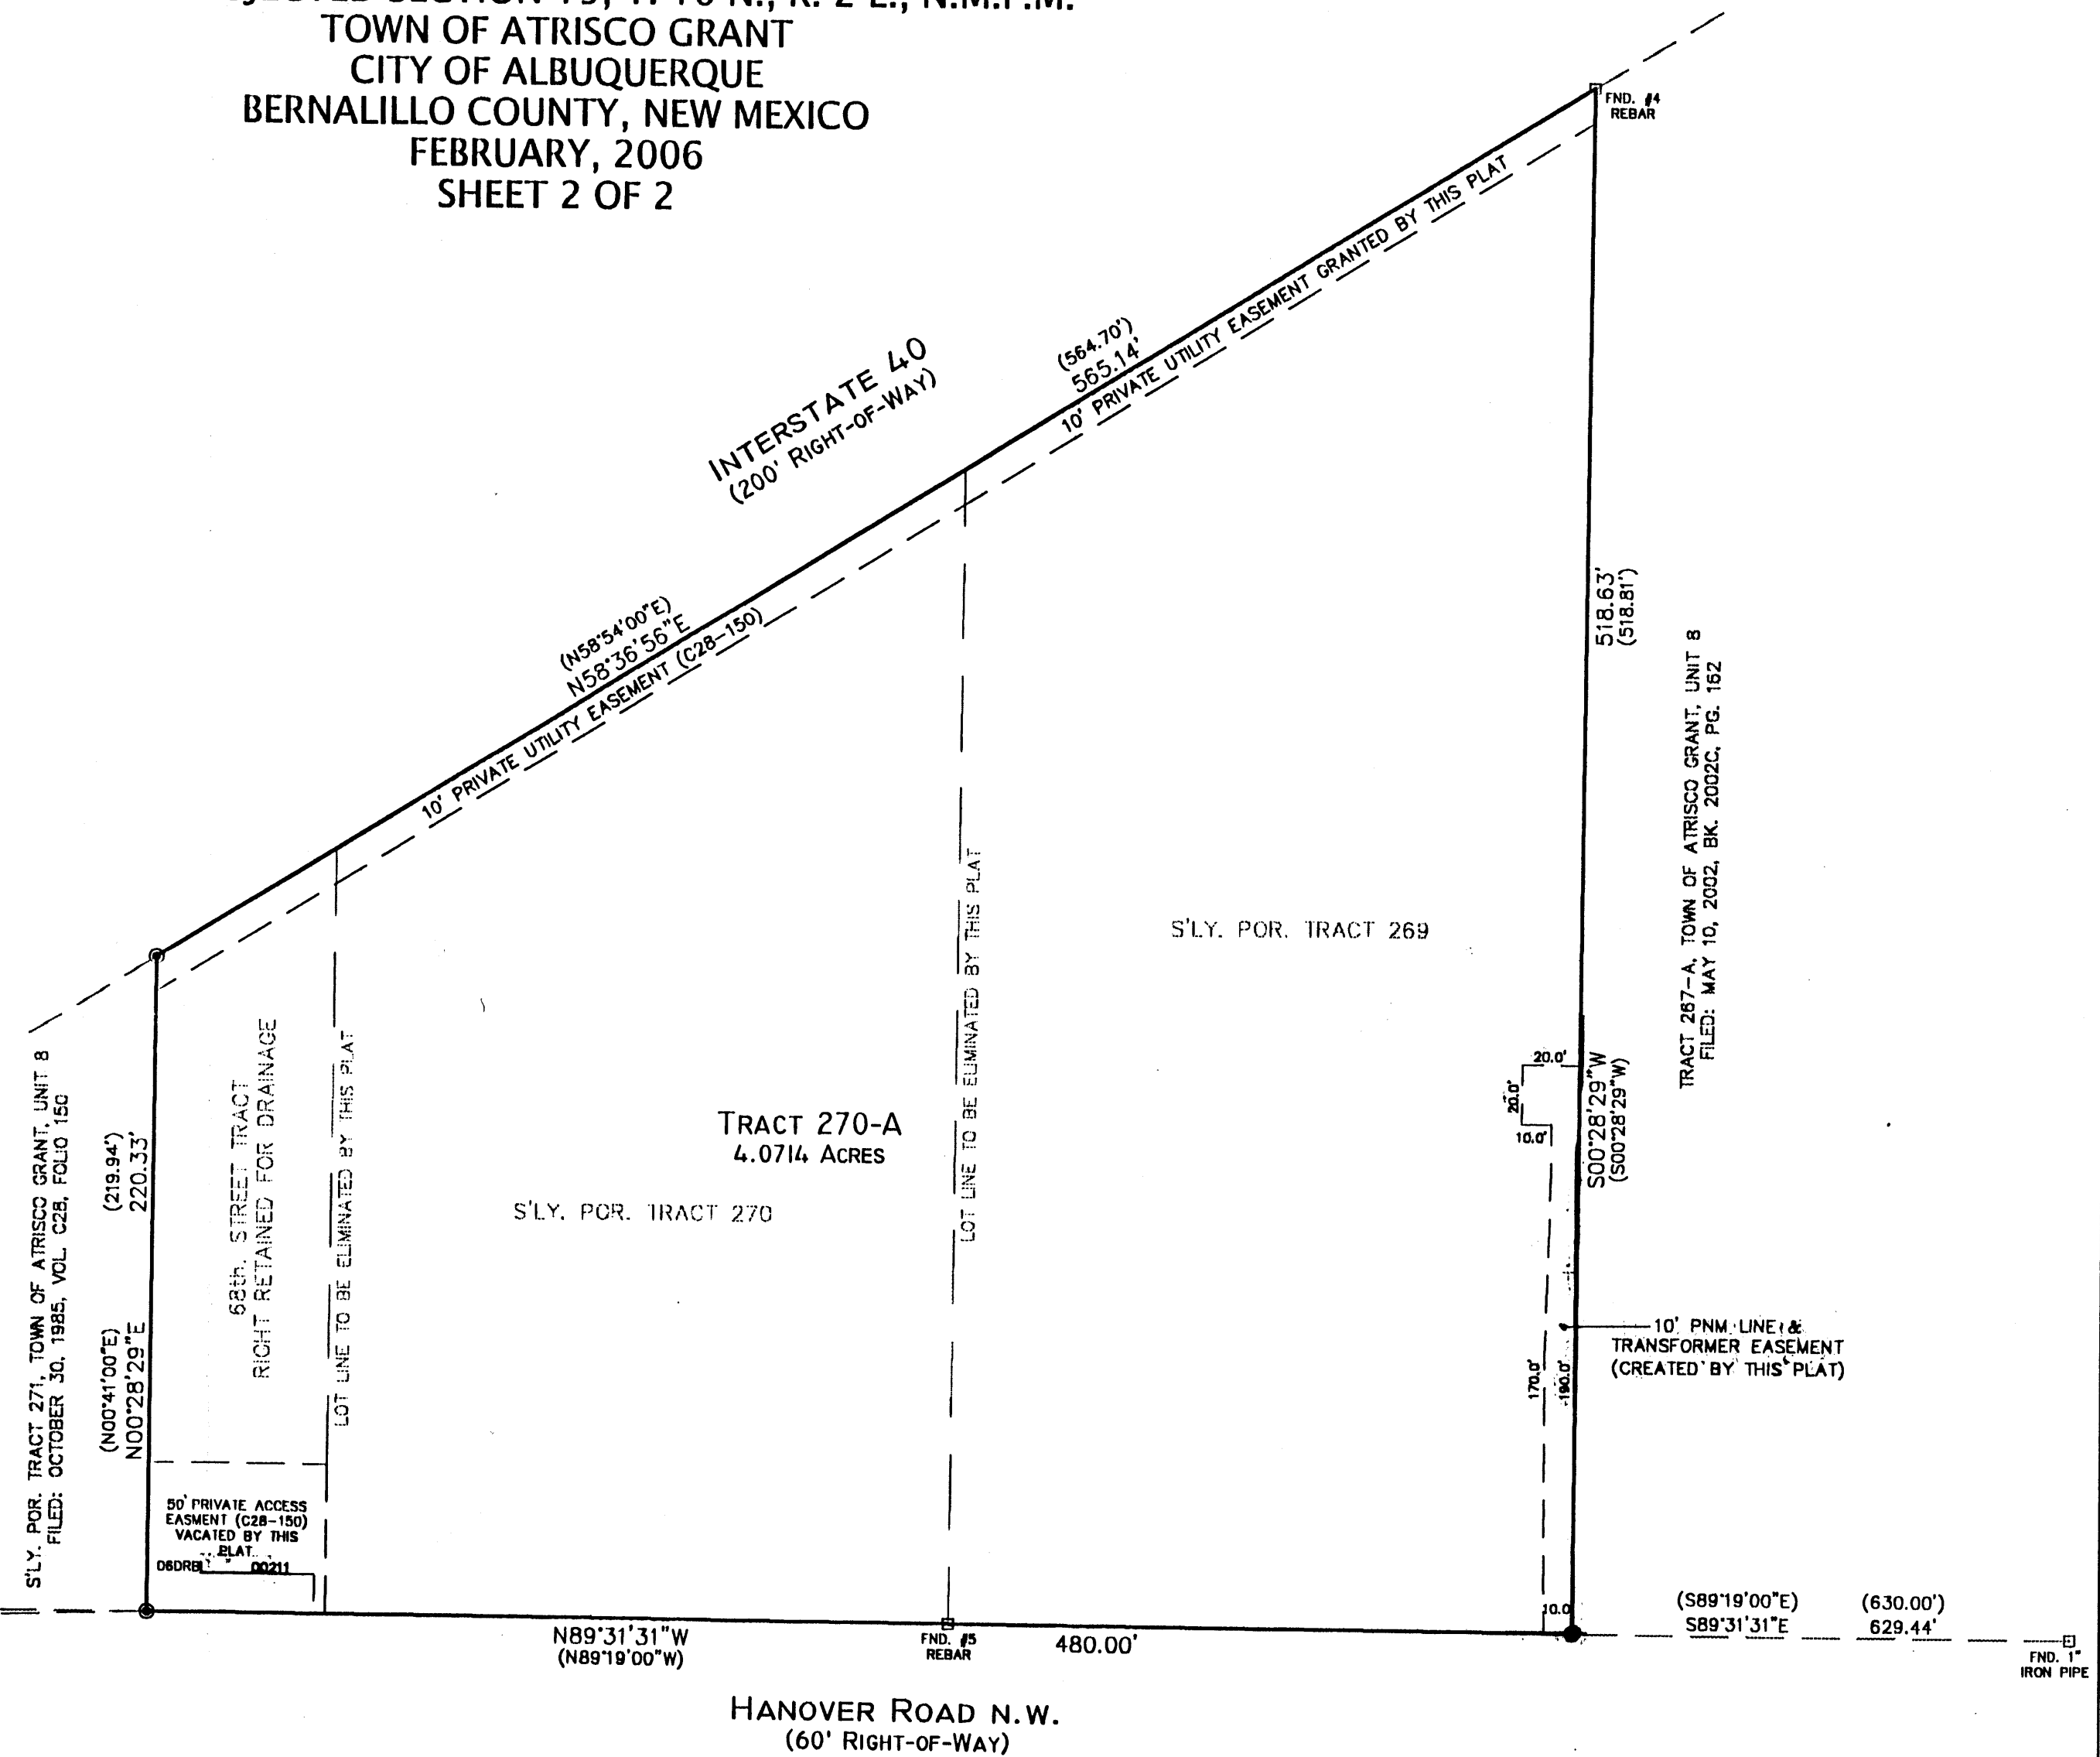 TOWN OF ATRISCO GRANT
CITY OF ALBUQUERQUE
BERNALILLO COUNTY, NEW MEXICO
FEBRUARY, 2006
SHEET 2 OF 2
FND. #4
REBAR
INTERSTATE 40
(200' RIGHT-OF-WAY)
(564.70')
565.14'
10' PRIVATE UTILITY EASEMENT GRANTED BY THIS PLAT
(N58°54'00"E)
N58°36'56"E
10' PRIVATE UTILITY EASEMENT (C28-150)
518.63'
(518.81')
TRACT 267-A, TOWN OF ATRISCO GRANT, UNIT 8
FILED: MAY 10, 2002, BK. 2002C, PG. 162
S'LY. POR. TRACT 269
LOT LINE TO BE ELIMINATED BY THIS PLAT
TRACT 270-A
4.0714 ACRES
S'LY. POR. TRACT 270
LOT LINE TO BE ELIMINATED BY THIS PLAT
68th. STREET TRACT
RIGHT RETAINED FOR DRAINAGE
S'LY. POR. TRACT 271, TOWN OF ATRISCO GRANT, UNIT 8
FILED: OCTOBER 30, 1985, VOL. C28, FOLIO 150
(219.94')
220.33'
(N00°41'00"E)
N00°28'29"E
20.0'
20.0'
10.0'
S00°28'29"W
(S00°28'29"W)
10' PNM LINE &
TRANSFORMER EASEMENT
(CREATED BY THIS PLAT)
170.0'
190.0'
50' PRIVATE ACCESS
EASMENT (C28-150)
VACATED BY THIS
PLAT
06DRB 00211
10.0
N89°31'31"W
(N89°19'00"W)
FND. #5
REBAR
480.00'
(S89°19'00"E) (630.00')
S89°31'31"E 629.44'
FND. 1"
IRON PIPE
HANOVER ROAD N.W.
(60' RIGHT-OF-WAY)